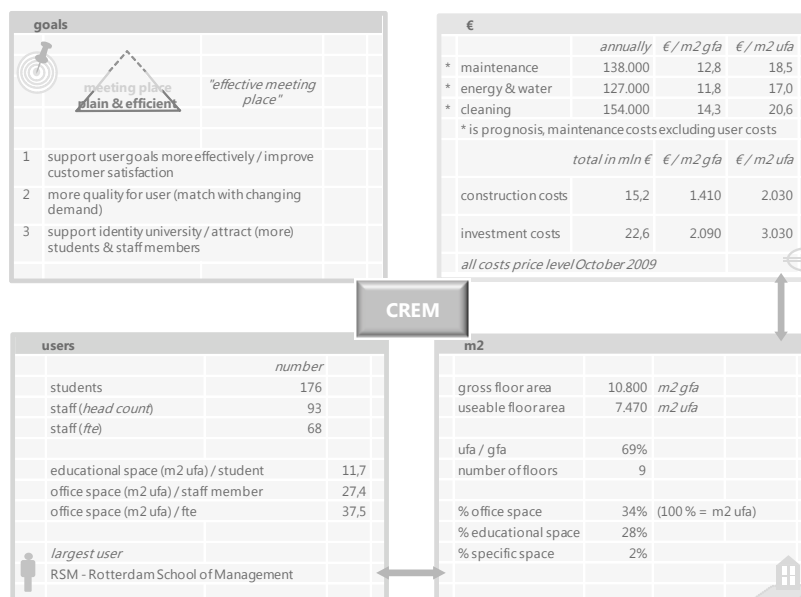 goals
meeting place
plain & efficient
"effective meeting
place"
1 support user goals more effectively / improve
customer satisfaction
2 more quality for user (match with changing
demand)
3 support identity university / attract (more)
students & staff members
€
annually € / m2 gfa € / m2 ufa
* maintenance 138.000 12,8 18,5
* energy & water 127.000 11,8 17,0
* cleaning 154.000 14,3 20,6
* is prognosis, maintenance costs excluding user costs
total in mln € € / m2 gfa € / m2 ufa
construction costs 15,2 1.410 2.030
investment costs 22,6 2.090 3.030
all costs price level October 2009
CREM
users
number
students 176
staff (head count) 93
staff (fte) 68
educational space (m2 ufa) / student 11,7
office space (m2 ufa) / staff member 27,4
office space (m2 ufa) / fte 37,5
largest user
RSM - Rotterdam School of Management
m2
gross floor area 10.800 m2 gfa
useable floor area 7.470 m2 ufa
ufa / gfa 69%
number of floors 9
% office space 34% (100 % = m2 ufa)
% educational space 28%
% specific space 2%